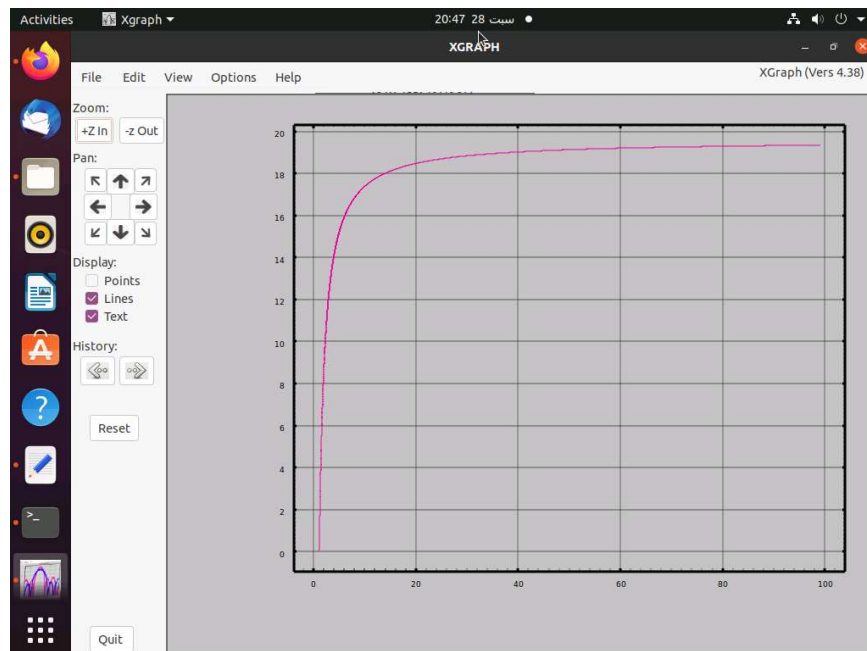 Activities
Xgraph
20:47 28 سبت
XGRAPH
File Edit View Options Help
XGraph (Vers 4.38)
Zoom:
+Z In -z Out
Pan:
Display:
Points
Lines
Text
History:
Reset
Quit
20
18
16
14
12
10
8
6
4
2
0
0 20 40 60 80 100